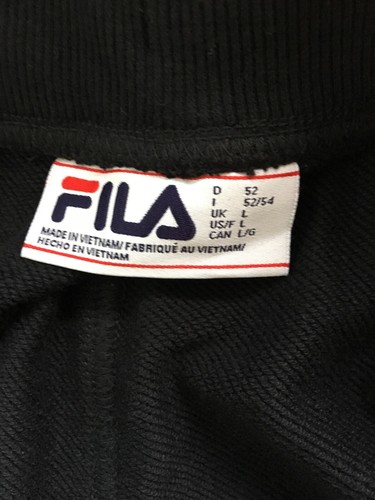 FILA
D 52
I 52/54
UK L
US/F L
CAN L/G
MADE IN VIETNAM/ FABRIQUÉ AU VIETNAM/
HECHO EN VIETNAM